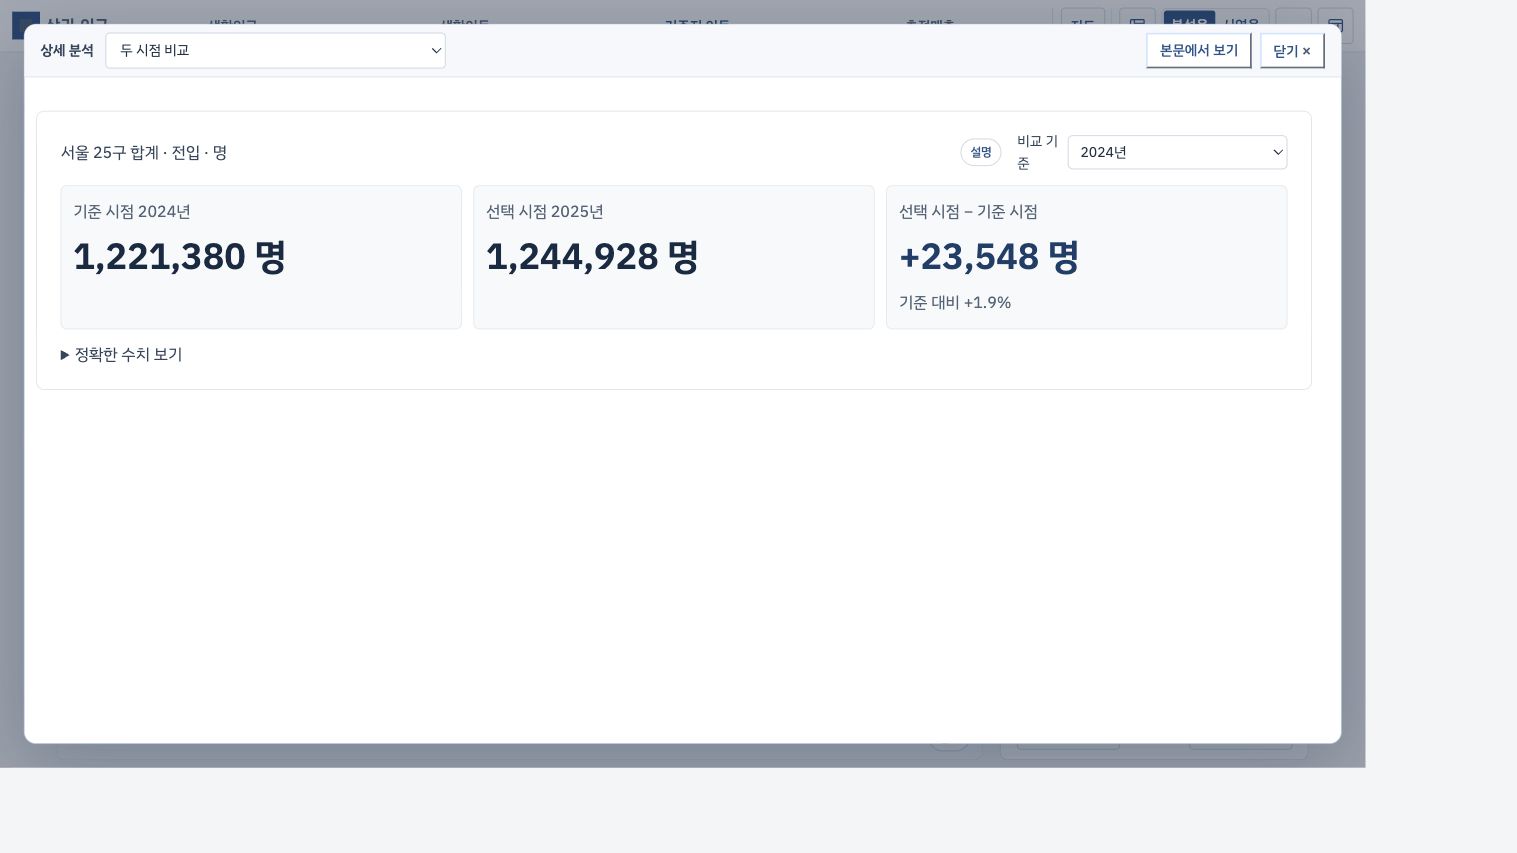 상세 분석
두 시점 비교
본문에서 보기
닫기 ×
서울 25구 합계 · 전입 · 명
설명
비교 기
준
2024년
기준 시점 2024년
1,221,380 명
선택 시점 2025년
1,244,928 명
선택 시점 − 기준 시점
+23,548 명
기준 대비 +1.9%
▶ 정확한 수치 보기